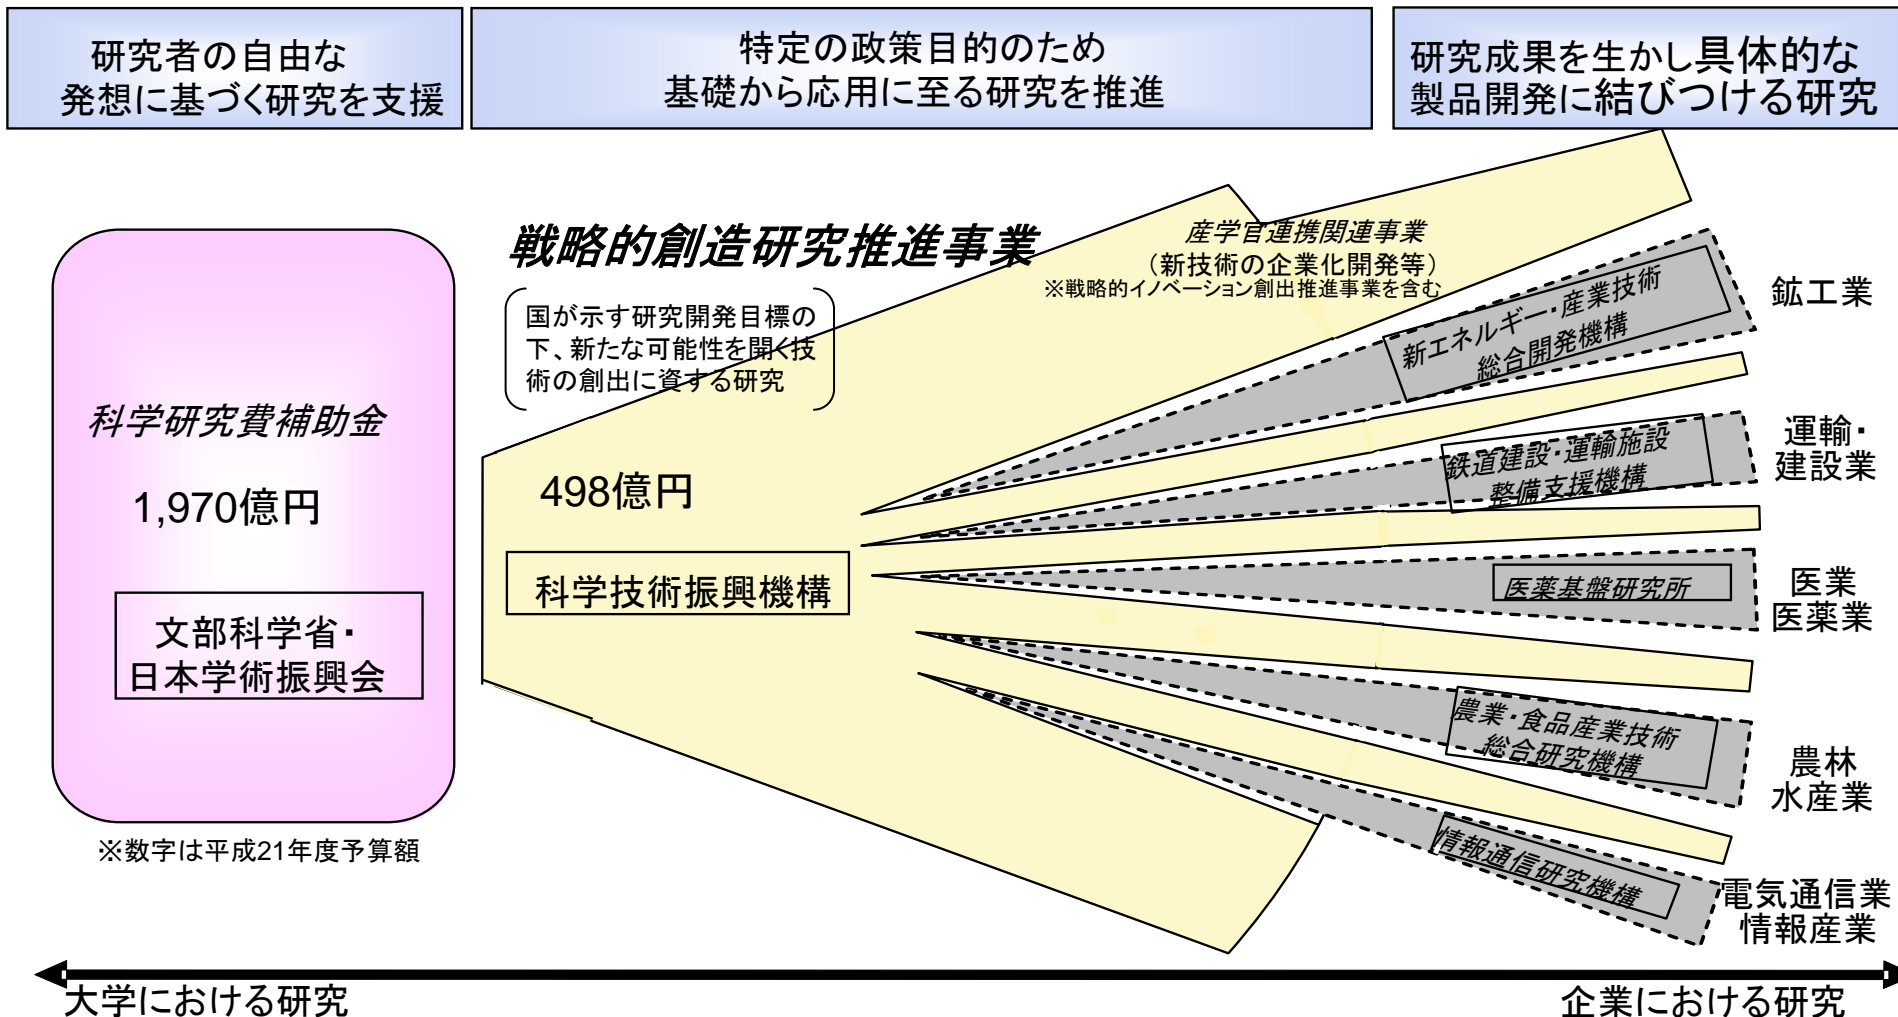 研究者の自由な
発想に基づく研究を支援
特定の政策目的のため
基礎から応用に至る研究を推進
研究成果を生かし具体的な
製品開発に結びつける研究
科学研究費補助金
1,970億円
文部科学省・
日本学術振興会
※数字は平成21年度予算額
戦略的創造研究推進事業
国が示す研究開発目標の
下、新たな可能性を開く技
術の創出に資する研究
498億円
科学技術振興機構
産学官連携関連事業
（新技術の企業化開発等）
※戦略的イノベーション創出推進事業を含む
新エネルギー・産業技術
総合開発機構
鉱工業
鉄道建設・運輸施設
整備支援機構
運輸・
建設業
医薬基盤研究所
医業
医薬業
農業・食品産業技術
総合研究機構
農林
水産業
情報通信研究機構
電気通信業
情報産業
大学における研究
企業における研究